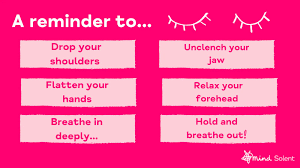 A reminder to...
Drop your
shoulders
Unclench your
jaw
Flatten your
hands
Relax your
forehead
Breathe in
deeply...
Hold and
breathe out!
mind Solent